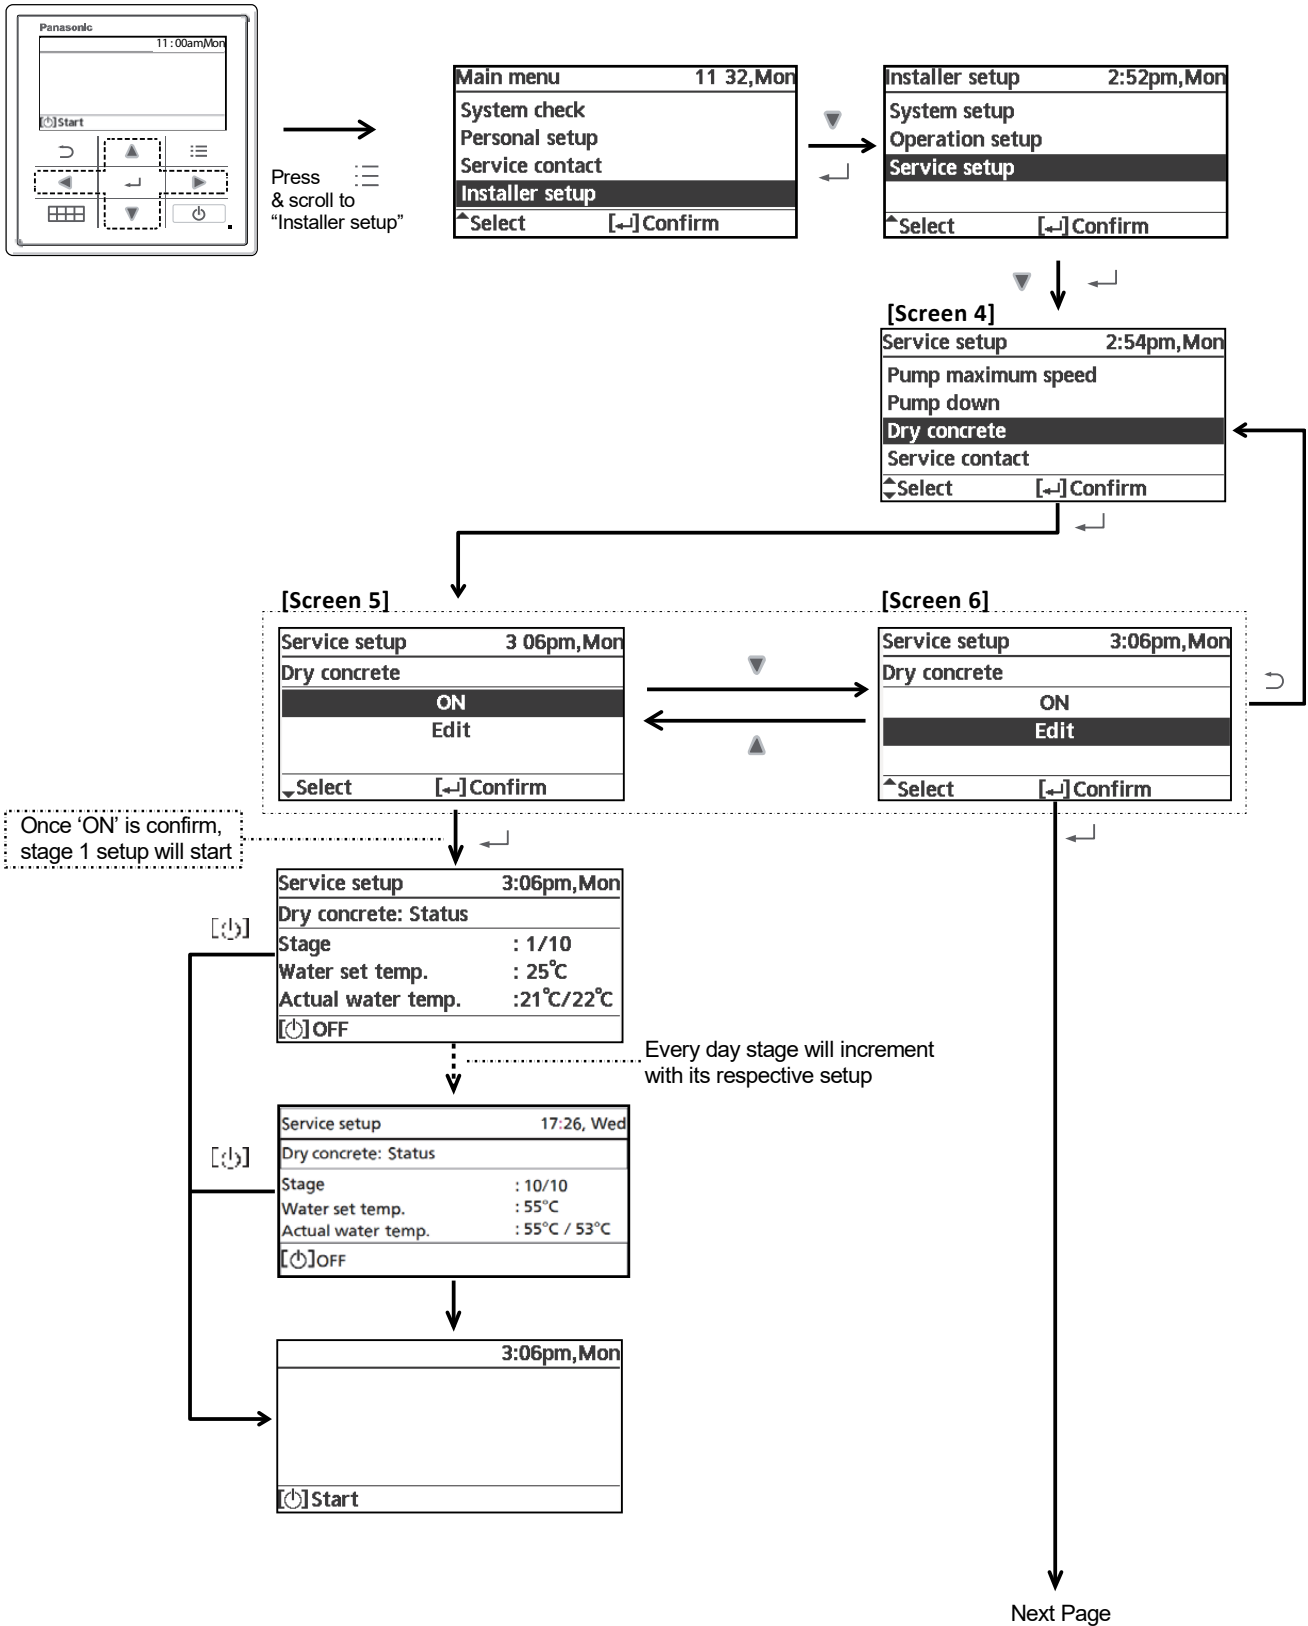 Panasonic
11:00am,Mon
[⏻]Start
Press
& scroll to
“Installer setup”
Main menu 11 32,Mon
System check
Personal setup
Service contact
Installer setup
Select [↵]Confirm
Installer setup 2:52pm,Mon
System setup
Operation setup
Service setup
Select [↵]Confirm
[Screen 4]
Service setup 2:54pm,Mon
Pump maximum speed
Pump down
Dry concrete
Service contact
Select [↵]Confirm
[Screen 5]
Service setup 3 06pm,Mon
Dry concrete
ON
Edit
Select [↵]Confirm
[Screen 6]
Service setup 3:06pm,Mon
Dry concrete
ON
Edit
Select [↵]Confirm
Once ‘ON’ is confirm,
stage 1 setup will start
Service setup 3:06pm,Mon
Dry concrete: Status
Stage : 1/10
Water set temp. : 25°C
Actual water temp. :21°C/22°C
[⏻]OFF
[⏻]
Every day stage will increment
with its respective setup
Service setup 17:26, Wed
Dry concrete: Status
Stage : 10/10
Water set temp. : 55°C
Actual water temp. : 55°C / 53°C
[⏻]OFF
[⏻]
3:06pm,Mon
[⏻]Start
Next Page